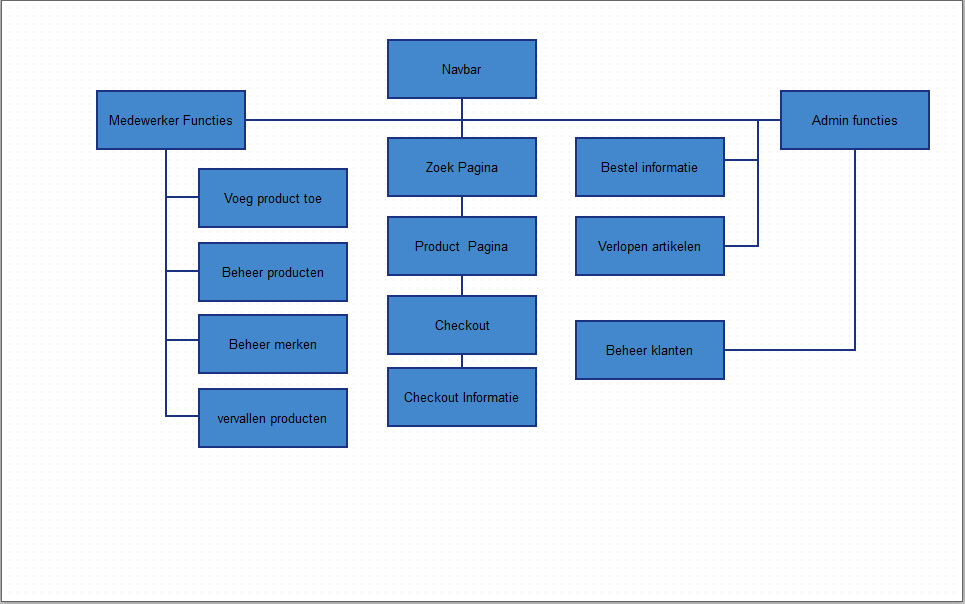 Navbar
Medewerker Functies
Admin functies
Zoek Pagina
Bestel informatie
Voeg product toe
Product  Pagina
Verlopen artikelen
Beheer producten
Checkout
Beheer merken
Beheer klanten
Checkout Informatie
vervallen producten